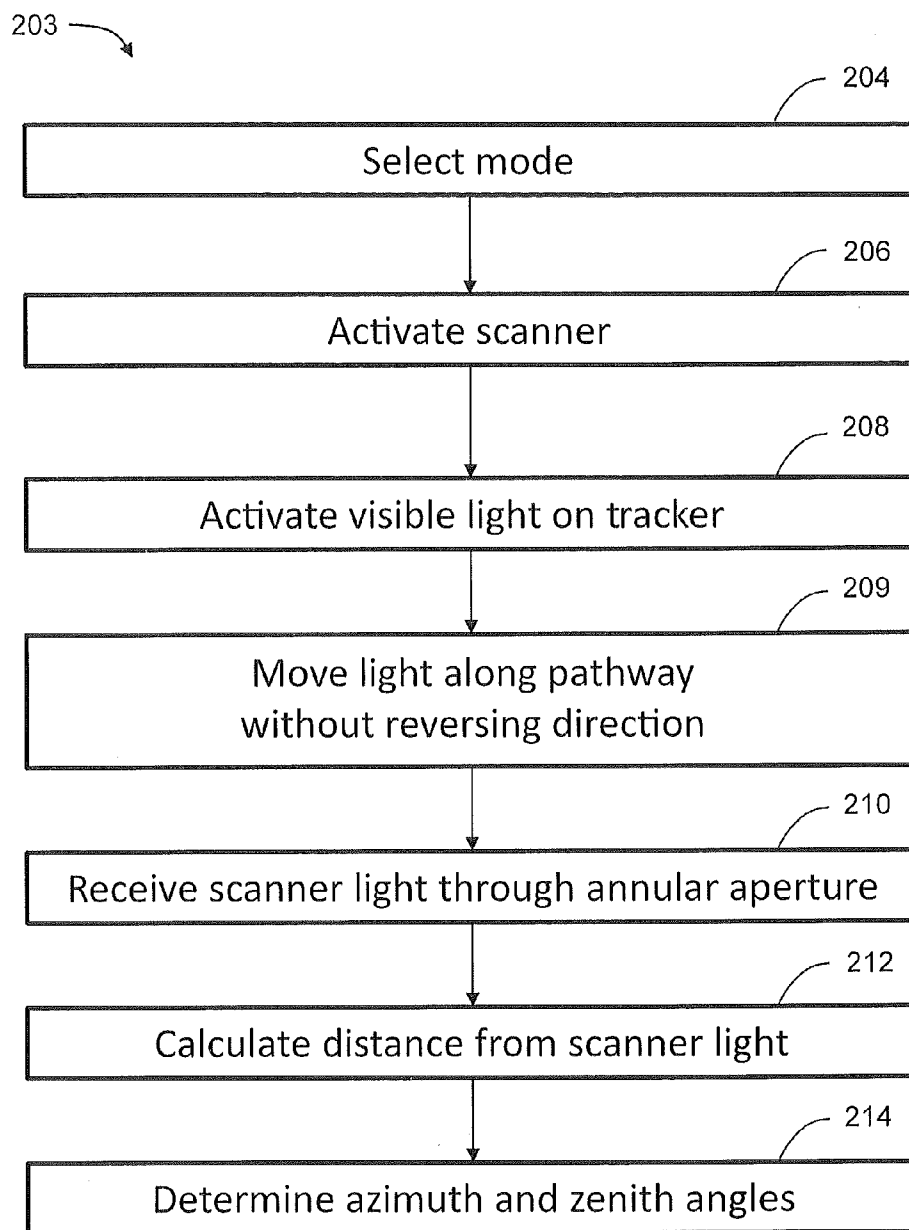 203
204
Select mode
206
Activate scanner
208
Activate visible light on tracker
209
Move light along pathway
without reversing direction
210
Receive scanner light through annular aperture
212
Calculate distance from scanner light
214
Determine azimuth and zenith angles